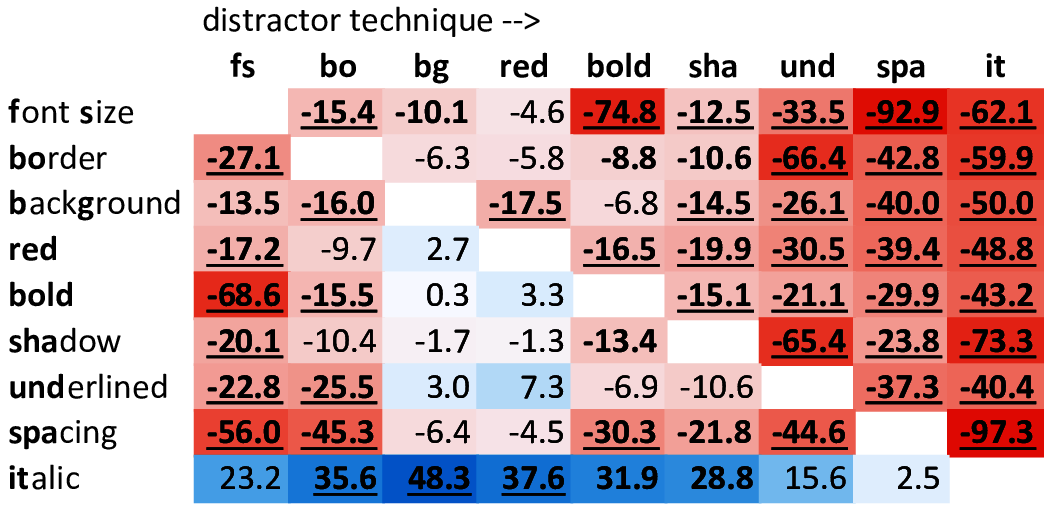 distractor technique -->
fs bo bg red bold sha und spa it
font size -15.4 -10.1 -4.6 -74.8 -12.5 -33.5 -92.9 -62.1
border -27.1 -6.3 -5.8 -8.8 -10.6 -66.4 -42.8 -59.9
background -13.5 -16.0 -17.5 -6.8 -14.5 -26.1 -40.0 -50.0
red -17.2 -9.7 2.7 -16.5 -19.9 -30.5 -39.4 -48.8
bold -68.6 -15.5 0.3 3.3 -15.1 -21.1 -29.9 -43.2
shadow -20.1 -10.4 -1.7 -1.3 -13.4 -65.4 -23.8 -73.3
underlined -22.8 -25.5 3.0 7.3 -6.9 -10.6 -37.3 -40.4
spacing -56.0 -45.3 -6.4 -4.5 -30.3 -21.8 -44.6 -97.3
italic 23.2 35.6 48.3 37.6 31.9 28.8 15.6 2.5